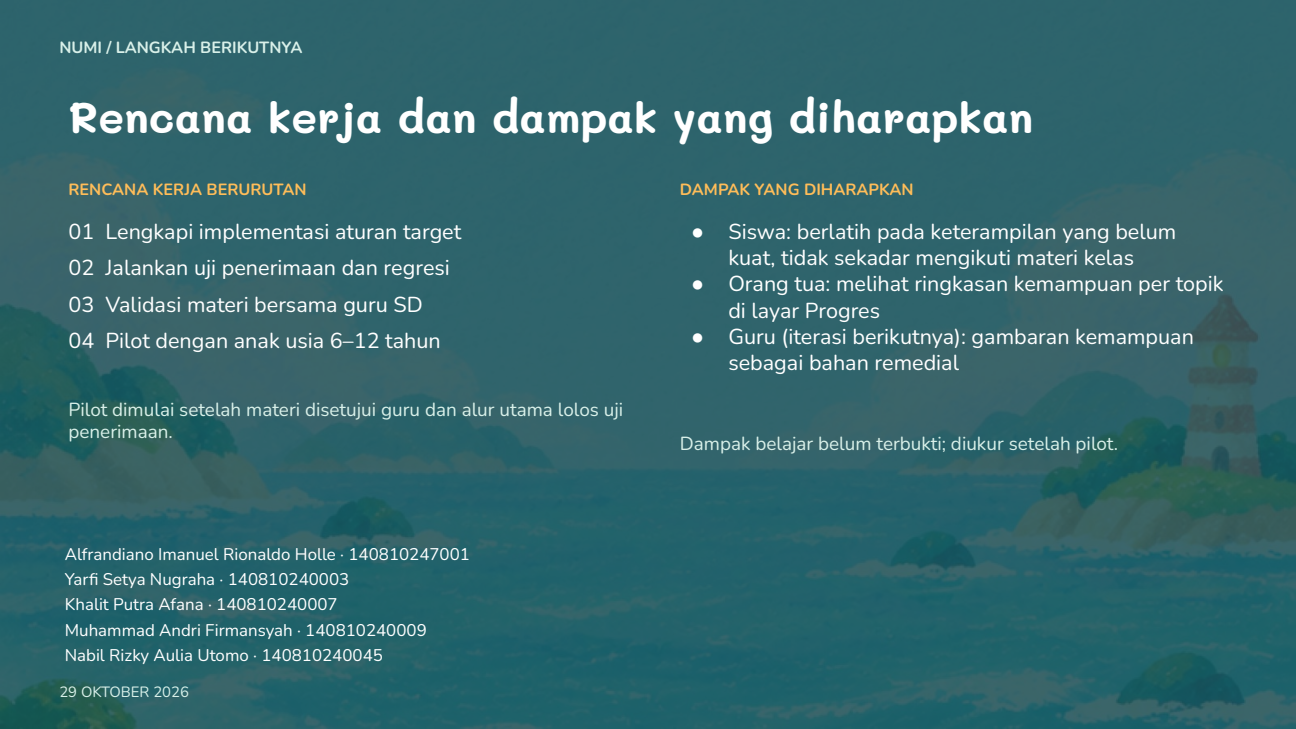 NUMI / LANGKAH BERIKUTNYA
Rencana kerja dan dampak yang diharapkan
RENCANA KERJA BERURUTAN
01 Lengkapi implementasi aturan target
02 Jalankan uji penerimaan dan regresi
03 Validasi materi bersama guru SD
04 Pilot dengan anak usia 6–12 tahun
Pilot dimulai setelah materi disetujui guru dan alur utama lolos uji
penerimaan.
DAMPAK YANG DIHARAPKAN
● Siswa: berlatih pada keterampilan yang belum
kuat, tidak sekadar mengikuti materi kelas
● Orang tua: melihat ringkasan kemampuan per topik
di layar Progres
● Guru (iterasi berikutnya): gambaran kemampuan
sebagai bahan remedial
Dampak belajar belum terbukti; diukur setelah pilot.
Alfrandiano Imanuel Rionaldo Holle · 140810247001
Yarfi Setya Nugraha · 140810240003
Khalit Putra Afana · 140810240007
Muhammad Andri Firmansyah · 140810240009
Nabil Rizky Aulia Utomo · 140810240045
29 OKTOBER 2026